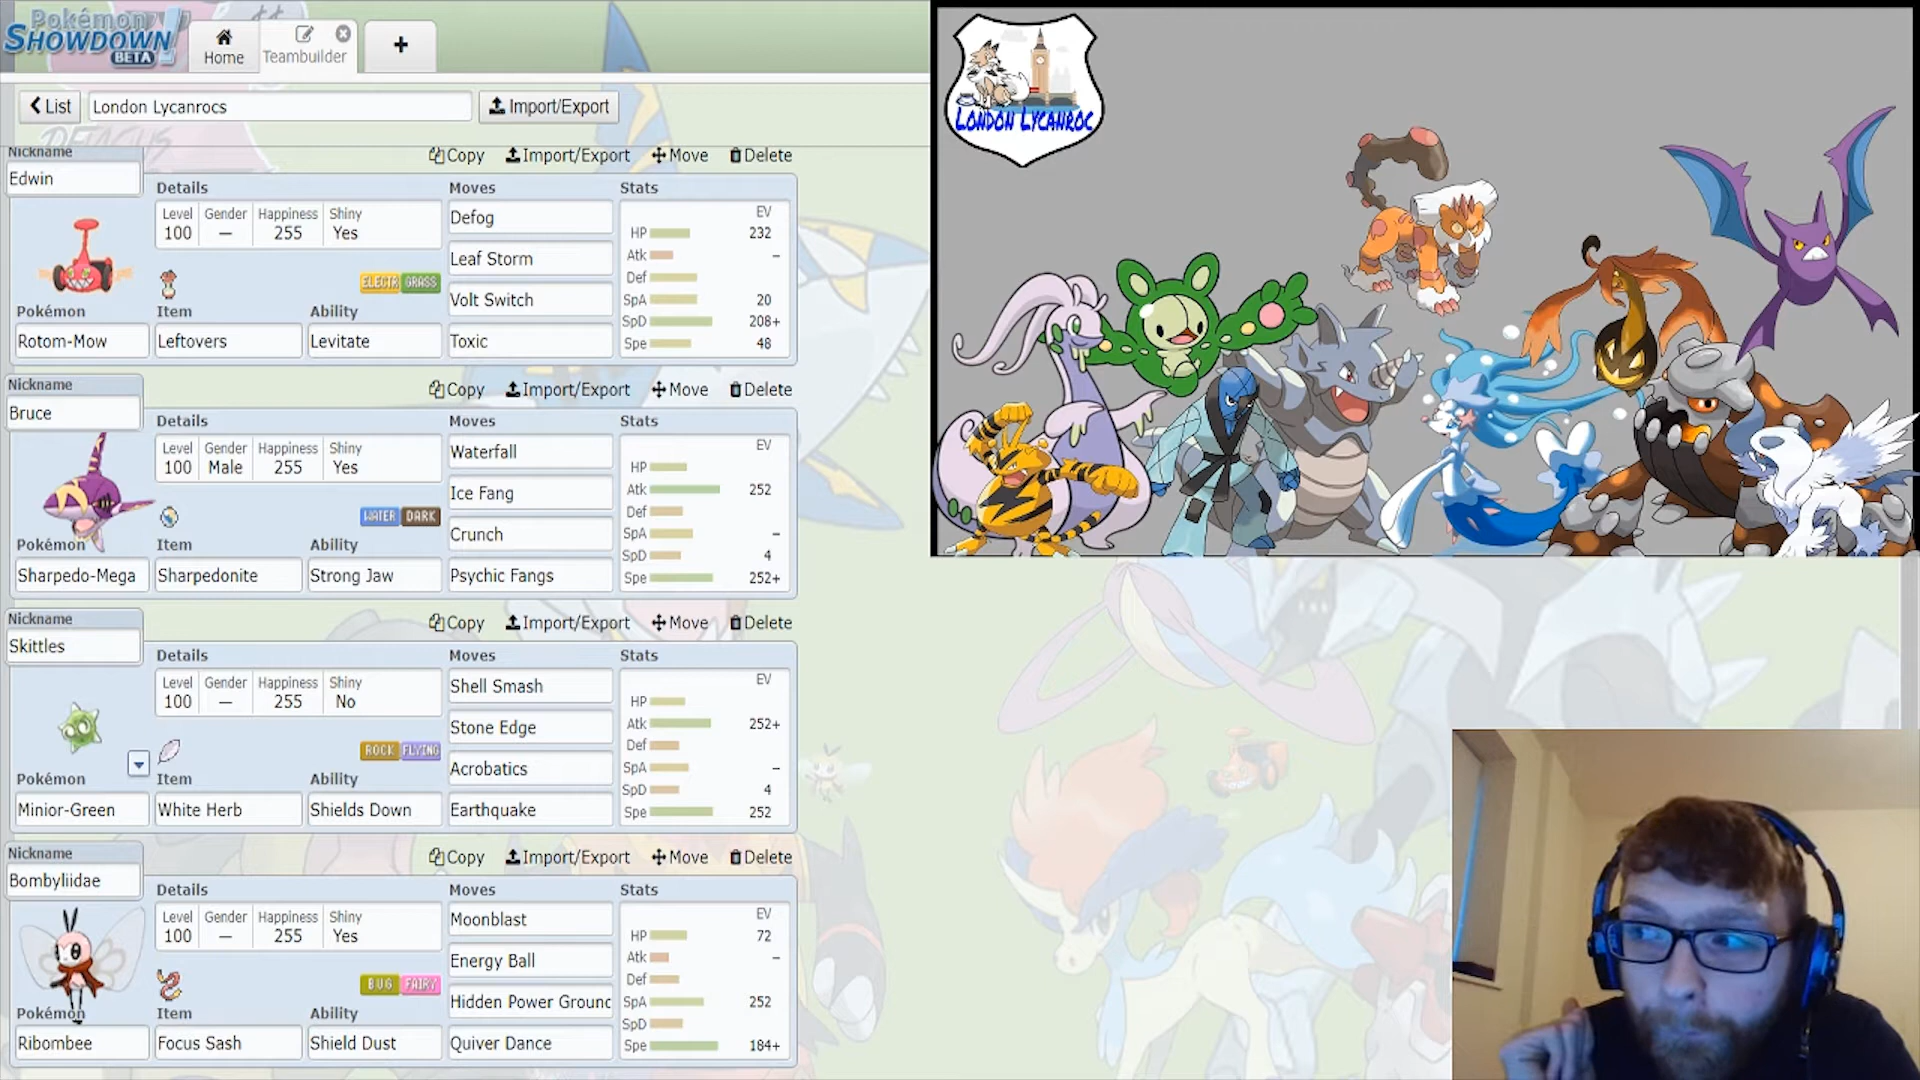 Pokémon
SHOWDOWN!
BETA
Home
Teambuilder
+
List
London Lycanrocs
Import/Export
LONDON LYCANROC
Nickname
Edwin
Copy Import/Export Move Delete
Details Moves Stats
Level Gender Happiness Shiny
100 — 255 Yes
ELECTR GRASS
Pokémon Item Ability
Rotom-Mow Leftovers Levitate
Defog
Leaf Storm
Volt Switch
Toxic
EV
HP 232
Atk –
Def
SpA 20
SpD 208+
Spe 48
Nickname
Bruce
Copy Import/Export Move Delete
Details Moves Stats
Level Gender Happiness Shiny
100 Male 255 Yes
WATER DARK
Pokémon Item Ability
Sharpedo-Mega Sharpedonite Strong Jaw
Waterfall
Ice Fang
Crunch
Psychic Fangs
EV
HP
Atk 252
Def
SpA –
SpD 4
Spe 252+
Nickname
Skittles
Copy Import/Export Move Delete
Details Moves Stats
Level Gender Happiness Shiny
100 — 255 No
ROCK FLYING
Pokémon Item Ability
Minior-Green White Herb Shields Down
Shell Smash
Stone Edge
Acrobatics
Earthquake
EV
HP
Atk 252+
Def
SpA –
SpD 4
Spe 252
Nickname
Bombyliidae
Copy Import/Export Move Delete
Details Moves Stats
Level Gender Happiness Shiny
100 — 255 Yes
BUG FAIRY
Pokémon Item Ability
Ribombee Focus Sash Shield Dust
Moonblast
Energy Ball
Hidden Power Ground
Quiver Dance
EV
HP 72
Atk –
Def
SpA 252
SpD
Spe 184+